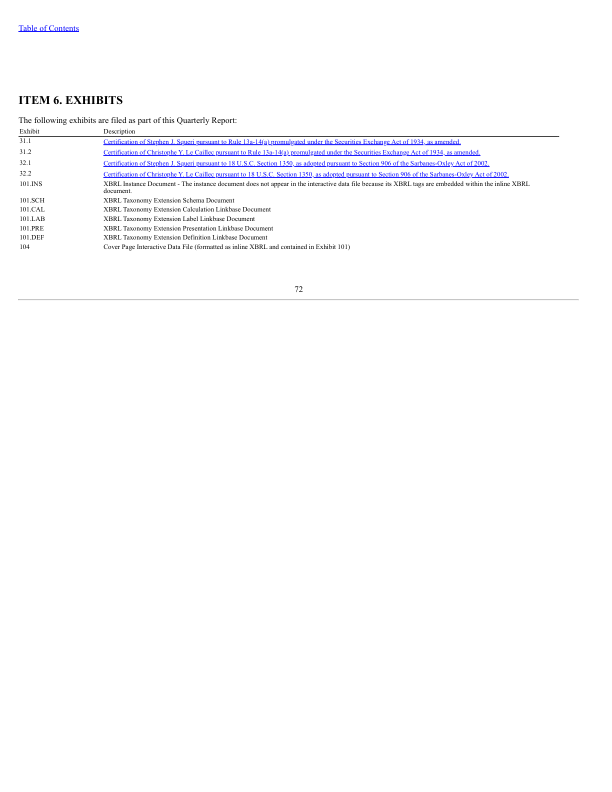 Table of Contents
ITEM 6. EXHIBITS
The following exhibits are filed as part of this Quarterly Report:
Exhibit Description
31.1 Certification of Stephen J. Squeri pursuant to Rule 13a-14(a) promulgated under the Securities Exchange Act of 1934, as amended.
31.2 Certification of Christophe Y. Le Caillec pursuant to Rule 13a-14(a) promulgated under the Securities Exchange Act of 1934, as amended.
32.1 Certification of Stephen J. Squeri pursuant to 18 U.S.C. Section 1350, as adopted pursuant to Section 906 of the Sarbanes-Oxley Act of 2002.
32.2 Certification of Christophe Y. Le Caillec pursuant to 18 U.S.C. Section 1350, as adopted pursuant to Section 906 of the Sarbanes-Oxley Act of 2002.
101.INS XBRL Instance Document - The instance document does not appear in the interactive data file because its XBRL tags are embedded within the inline XBRL
document.
101.SCH XBRL Taxonomy Extension Schema Document
101.CAL XBRL Taxonomy Extension Calculation Linkbase Document
101.LAB XBRL Taxonomy Extension Label Linkbase Document
101.PRE XBRL Taxonomy Extension Presentation Linkbase Document
101.DEF XBRL Taxonomy Extension Definition Linkbase Document
104 Cover Page Interactive Data File (formatted as inline XBRL and contained in Exhibit 101)
72